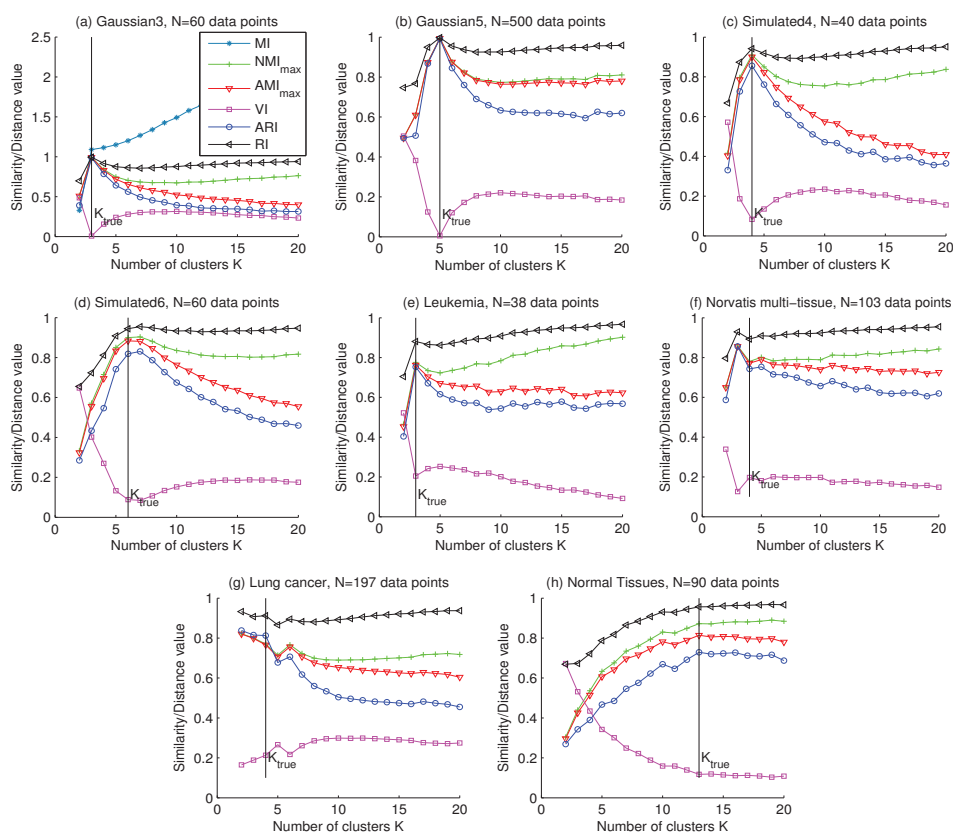 (a) Gaussian3, N=60 data points
2.5
2
1.5
1
0.5
0
0 5 10 15 20
Number of clusters K
Similarity/Distance value
K_true
MI
NMI_max
AMI_max
VI
ARI
RI
(b) Gaussian5, N=500 data points
1
0.8
0.6
0.4
0.2
0
0 5 10 15 20
Number of clusters K
Similarity/Distance value
K_true
(c) Simulated4, N=40 data points
1
0.8
0.6
0.4
0.2
0
0 5 10 15 20
Number of clusters K
Similarity/Distance value
K_true
(d) Simulated6, N=60 data points
1
0.8
0.6
0.4
0.2
0
0 5 10 15 20
Number of clusters K
Similarity/Distance value
K_true
(e) Leukemia, N=38 data points
1
0.8
0.6
0.4
0.2
0
0 5 10 15 20
Number of clusters K
Similarity/Distance value
K_true
(f) Norvatis multi-tissue, N=103 data points
1
0.8
0.6
0.4
0.2
0
0 5 10 15 20
Number of clusters K
Similarity/Distance value
K_true
(g) Lung cancer, N=197 data points
1
0.8
0.6
0.4
0.2
0
0 5 10 15 20
Number of clusters K
Similarity/Distance value
K_true
(h) Normal Tissues, N=90 data points
1
0.8
0.6
0.4
0.2
0
0 5 10 15 20
Number of clusters K
Similarity/Distance value
K_true